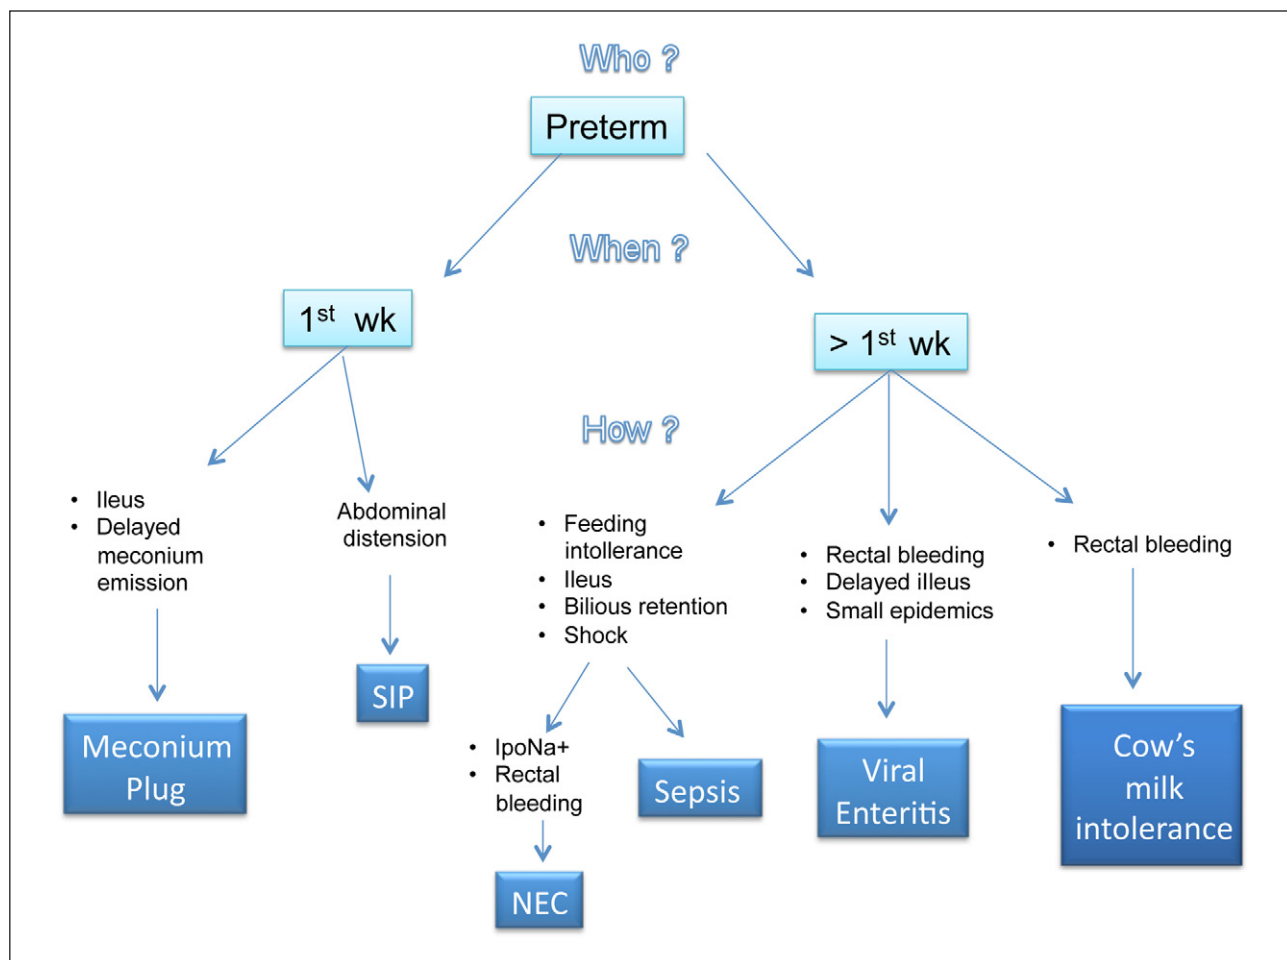 Who ?
Preterm
When ?
1st wk
> 1st wk
How ?
• Ileus
• Delayed
meconium
emission
Abdominal
distension
• Feeding
intollerance
• Ileus
• Bilious retention
• Shock
• Rectal bleeding
• Delayed illeus
• Small epidemics
• Rectal bleeding
Meconium
Plug
SIP
• IpoNa+
• Rectal
bleeding
NEC
Sepsis
Viral
Enteritis
Cow's
milk
intolerance